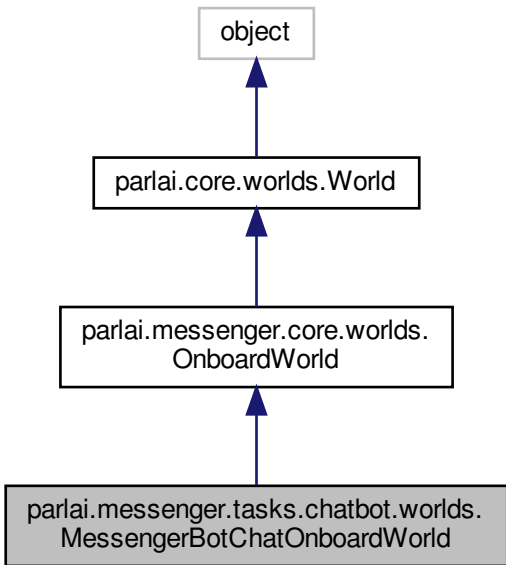 object
parlai.core.worlds.World
parlai.messenger.core.worlds.
OnboardWorld
parlai.messenger.tasks.chatbot.worlds.
MessengerBotChatOnboardWorld